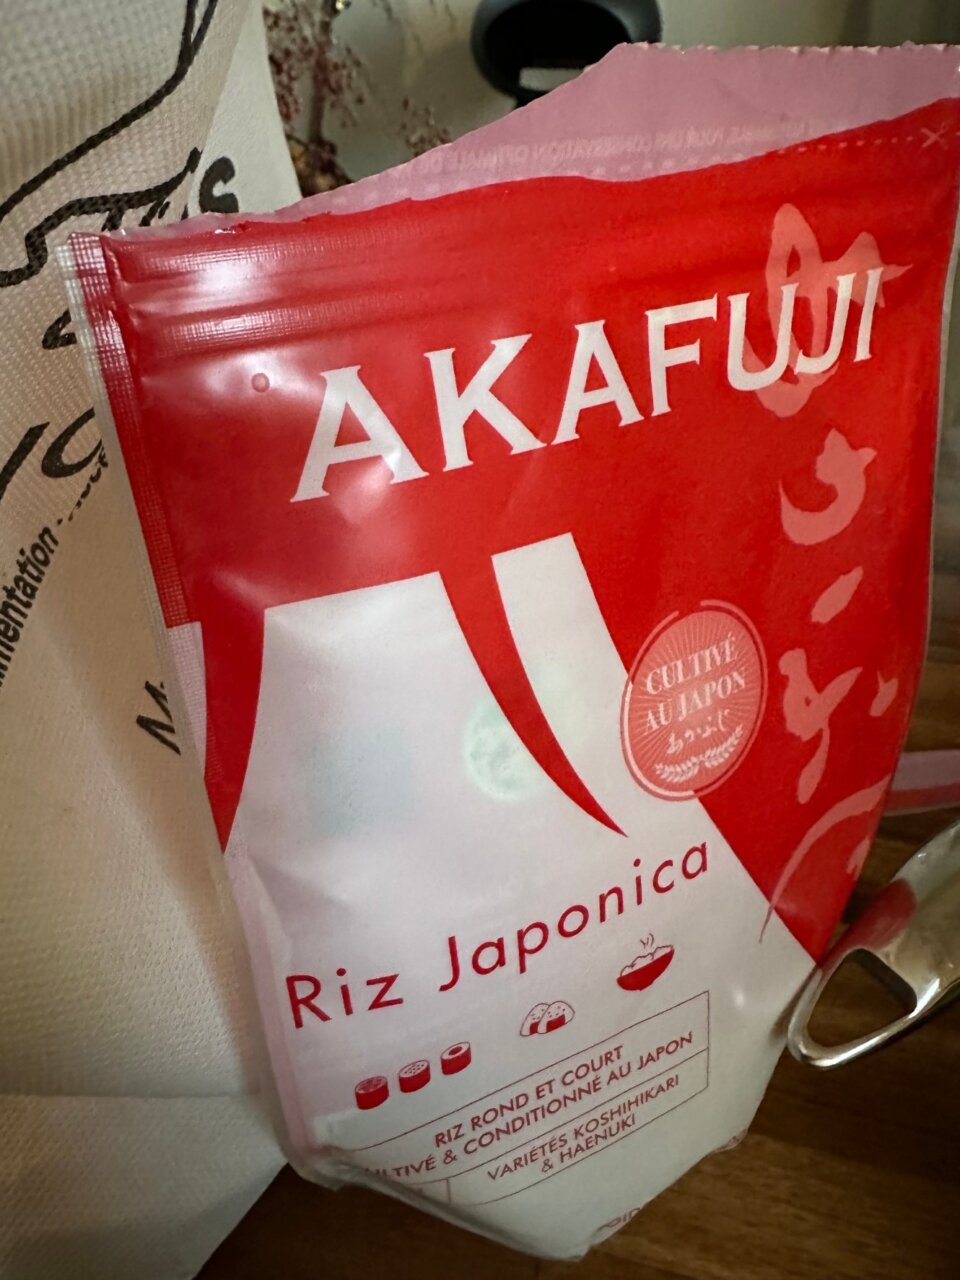 AKAFUJI
CULTIVÉ
AU JAPON
あかふじ
Riz Japonica
RIZ ROND ET COURT
CULTIVÉ & CONDITIONNÉ AU JAPON
VARIÉTÉS KOSHIHIKARI
& HAENUKI